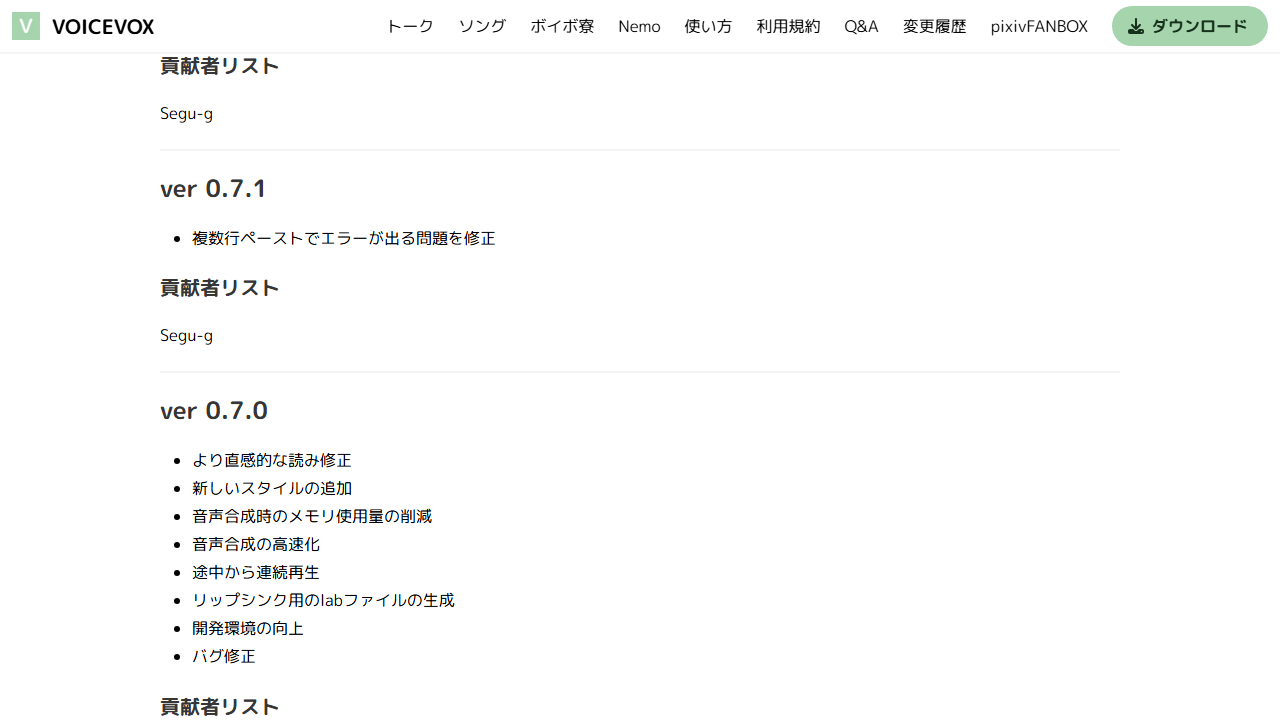 V VOICEVOX トーク ソング ボイボ寮 Nemo 使い方 利用規約 Q&A 変更履歴 pixivFANBOX ダウンロード
貢献者リスト
Segu-g
ver 0.7.1
複数行ペーストでエラーが出る問題を修正
貢献者リスト
Segu-g
ver 0.7.0
より直感的な読み修正
新しいスタイルの追加
音声合成時のメモリ使用量の削減
音声合成の高速化
途中から連続再生
リップシンク用のlabファイルの生成
開発環境の向上
バグ修正
貢献者リスト